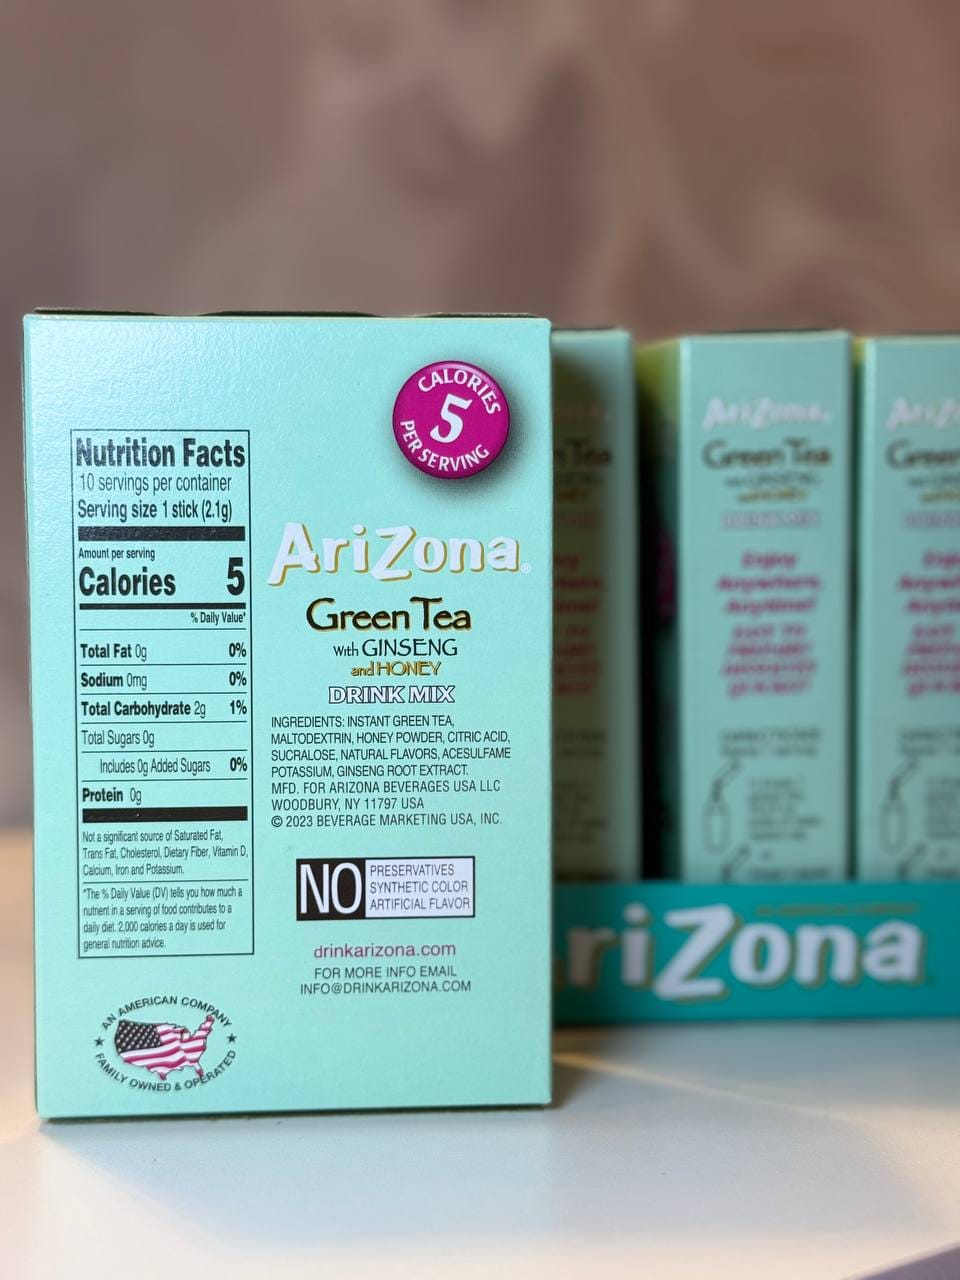 Nutrition Facts
10 servings per container
Serving size 1 stick (2.1g)
Amount per serving
Calories 5
% Daily Value*
Total Fat 0g 0%
Sodium 0mg 0%
Total Carbohydrate 2g 1%
Total Sugars 0g
Includes 0g Added Sugars 0%
Protein 0g
Not a significant source of Saturated Fat,
Trans Fat, Cholesterol, Dietary Fiber, Vitamin D,
Calcium, Iron and Potassium.
*The % Daily Value (DV) tells you how much a
nutrient in a serving of food contributes to a
daily diet. 2,000 calories a day is used for
general nutrition advice.
AN AMERICAN COMPANY
FAMILY OWNED & OPERATED
CALORIES
5
PER SERVING
AriZona®
Green Tea
with GINSENG
and HONEY
DRINK MIX
INGREDIENTS: INSTANT GREEN TEA,
MALTODEXTRIN, HONEY POWDER, CITRIC ACID,
SUCRALOSE, NATURAL FLAVORS, ACESULFAME
POTASSIUM, GINSENG ROOT EXTRACT.
MFD. FOR ARIZONA BEVERAGES USA LLC
WOODBURY, NY 11797 USA
© 2023 BEVERAGE MARKETING USA, INC.
NO
PRESERVATIVES
SYNTHETIC COLOR
ARTIFICIAL FLAVOR
drinkarizona.com
FOR MORE INFO EMAIL
INFO@DRINKARIZONA.COM
Tea
AriZona
Green Tea
Enjoy
Anywhere,
Anytime!
AriZ
Green
riZona